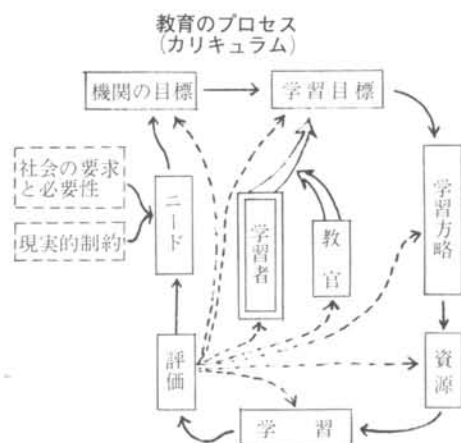 教育のプロセス
(カリキュラム)
機関の目標
学習目標
社会の要求
と必要性
現実的制約
ニード
学習者
教官
学習方略
評価
資源
学習